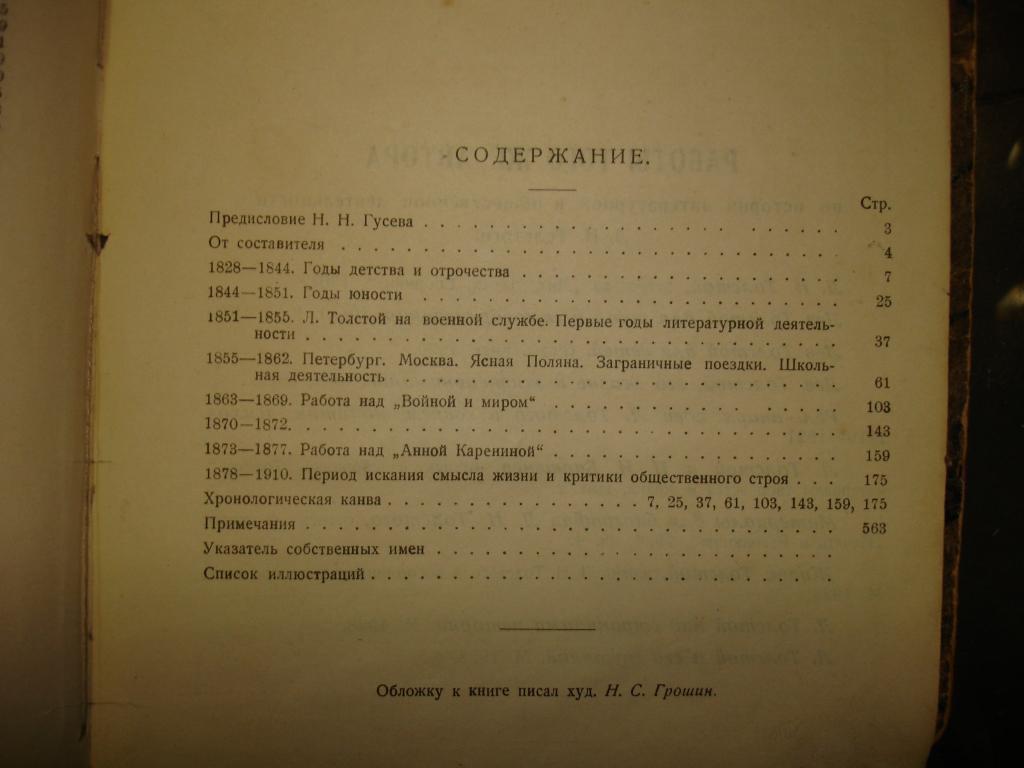 СОДЕРЖАНИЕ.
Стр.
Предисловие Н. Н. Гусева . . . . . . . . . . . . . . . . . . . 3
От составителя . . . . . . . . . . . . . . . . . . . . . . . . 4
1828—1844. Годы детства и отрочества . . . . . . . . . . . . . . . 7
1844—1851. Годы юности . . . . . . . . . . . . . . . . . . . . 25
1851—1855. Л. Толстой на военной службе. Первые годы литературной деятель-
ности . . . . . . . . . . . . . . . . . . . . . . . . . . 37
1855—1862. Петербург. Москва. Ясная Поляна. Заграничные поездки. Школь-
ная деятельность . . . . . . . . . . . . . . . . . . . . . 61
1863—1869. Работа над „Войной и миром“ . . . . . . . . . . . . . 103
1870—1872. . . . . . . . . . . . . . . . . . . . . . . . . . 143
1873—1877. Работа над „Анной Карениной“ . . . . . . . . . . . . . 159
1878—1910. Период искания смысла жизни и критики общественного строя . . . 175
Хронологическая канва . . . . . . . . . . . . 7, 25, 37, 61, 103, 143, 159, 175
Примечания . . . . . . . . . . . . . . . . . . . . . . . . . 563
Указатель собственных имен . . . . . . . . . . . . . . . . . . .
Список иллюстраций . . . . . . . . . . . . . . . . . . . . . .
Обложку к книге писал худ. Н. С. Грошин.